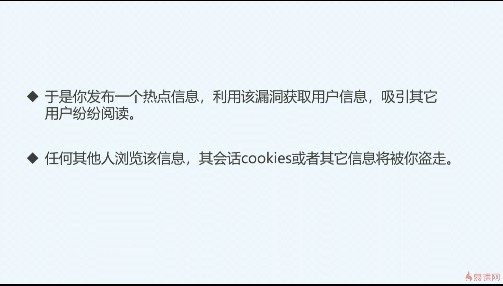 ◆ 于是你发布一个热点信息，利用该漏洞获取用户信息，吸引其它
用户纷纷阅读。
◆ 任何其他人浏览该信息，其会话cookies或者其它信息将被你盗走。
慕课网